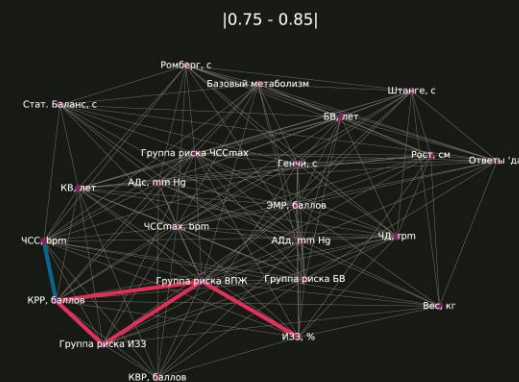 |0.75 - 0.85|
Ромберг, с
Базовый метаболизм
Штанге, с
Стат. Баланс, с
БВ, лет
Группа риска ЧССmax
Рост, см
Генчи, с
Ответы 'да
КВ, лет
АДс, mm Hg
ЭМР, баллов
ЧССmax, bpm
ЧСС, bpm
АДд, mm Hg
ЧД, rpm
Группа риска ВПЖ
Группа риска БВ
КРР, баллов
Вес, кг
Группа риска ИЗЗ
ИЗЗ, %
КВР, баллов